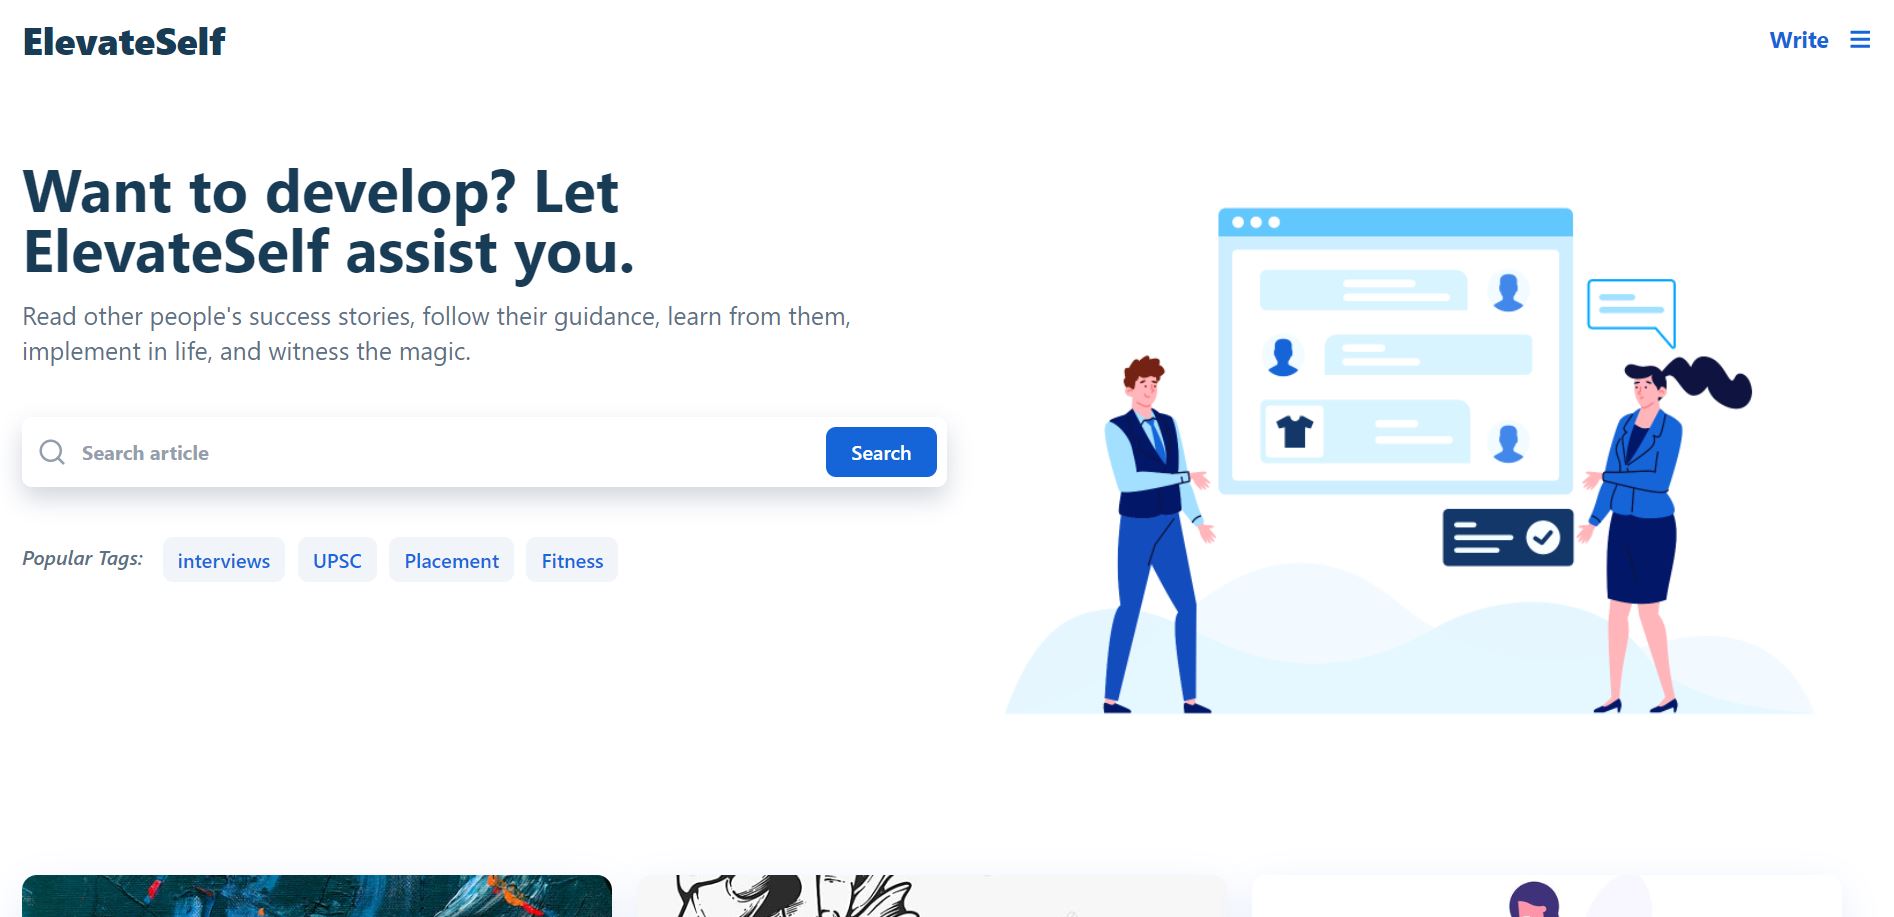 ElevateSelf
Write
Want to develop? Let
ElevateSelf assist you.
Read other people's success stories, follow their guidance, learn from them,
implement in life, and witness the magic.
Search article
Search
Popular Tags:
interviews
UPSC
Placement
Fitness